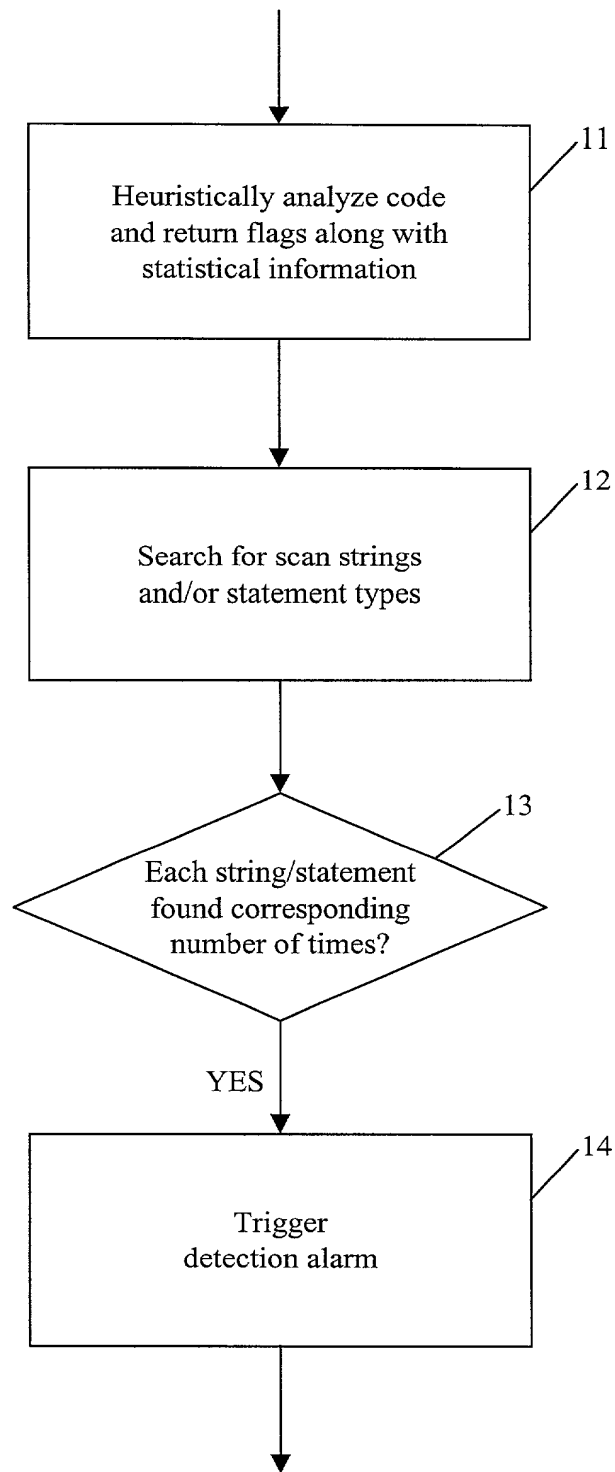 11
Heuristically analyze code
and return flags along with
statistical information
12
Search for scan strings
and/or statement types
13
Each string/statement
found corresponding
number of times?
YES
14
Trigger
detection alarm